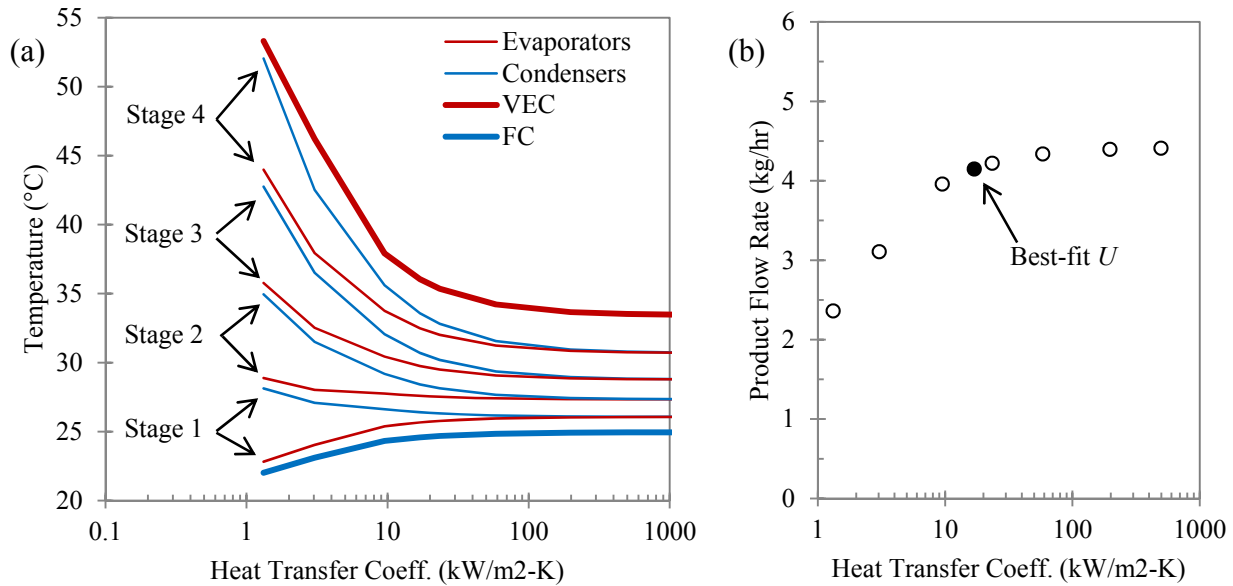 (a)
Temperature (°C)
55
50
45
40
35
30
25
20
Evaporators
Condensers
VEC
FC
Stage 4
Stage 3
Stage 2
Stage 1
0.1
1
10
100
1000
Heat Transfer Coeff. (kW/m2-K)
(b)
Product Flow Rate (kg/hr)
6
5
4
3
2
1
0
Best-fit U
1
10
100
1000
Heat Transfer Coeff. (kW/m2-K)